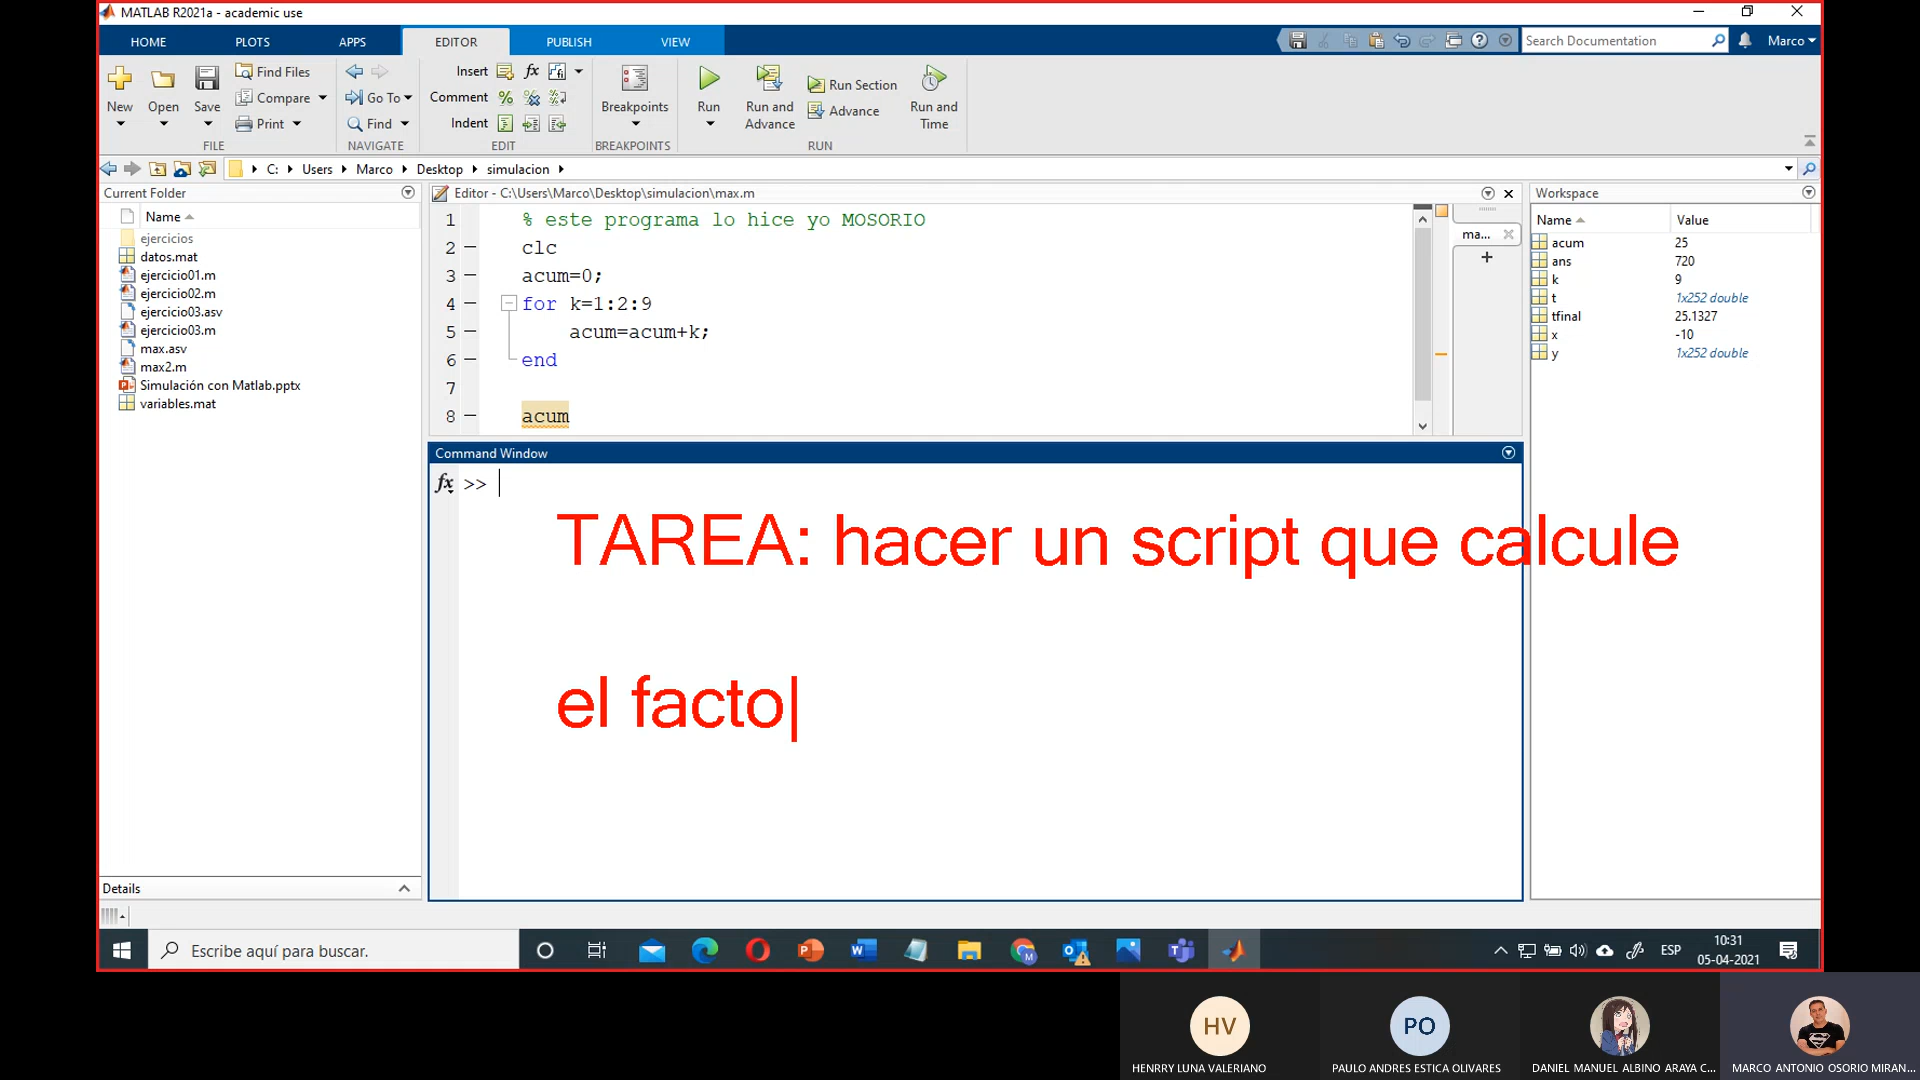 MATLAB R2021a - academic use
HOME PLOTS APPS EDITOR PUBLISH VIEW
Search Documentation
Marco
New Open Save
Find Files
Compare
Print
FILE
Go To
Find
NAVIGATE
Insert fx
Comment
Indent
EDIT
Breakpoints
BREAKPOINTS
Run
Run and Advance
Run Section
Advance
Run and Time
RUN
C: Users Marco Desktop simulacion
Current Folder
Name
ejercicios
datos.mat
ejercicio01.m
ejercicio02.m
ejercicio03.asv
ejercicio03.m
max.asv
max2.m
Simulación con Matlab.pptx
variables.mat
Details
Editor - C:\Users\Marco\Desktop\simulacion\max.m
ma...
+
1 % este programa lo hice yo MOSORIO
2 clc
3 acum=0;
4 for k=1:2:9
5 acum=acum+k;
6 end
7
8 acum
Command Window
fx >>
TAREA: hacer un script que calcule
el facto
Workspace
Name Value
acum 25
ans 720
k 9
t 1x252 double
tfinal 25.1327
x -10
y 1x252 double
Escribe aquí para buscar.
ESP
10:31
05-04-2021
HV
HENRRY LUNA VALERIANO
PO
PAULO ANDRES ESTICA OLIVARES
DANIEL MANUEL ALBINO ARAYA C...
MARCO ANTONIO OSORIO MIRAN...